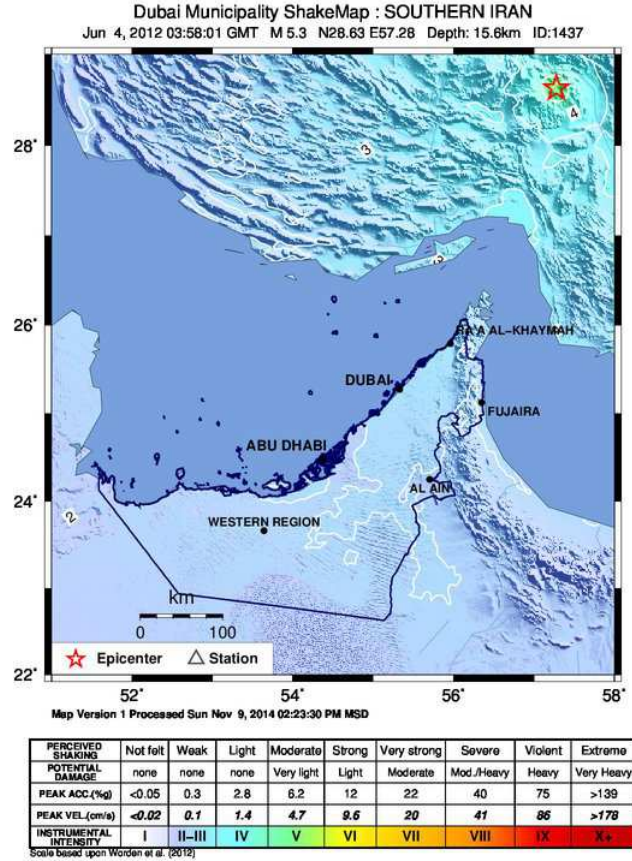 Dubai Municipality ShakeMap : SOUTHERN IRAN
Jun 4, 2012 03:58:01 GMT M 5.3 N28.63 E57.28 Depth: 15.6km ID:1437
28°
4
3
26°
RA'A AL-KHAYMAH
DUBAI
FUJAIRA
ABU DHABI
24°
AL AIN
2
WESTERN REGION
km
0 100
Epicenter Station
22°
52° 54° 56° 58°
Map Version 1 Processed Sun Nov 9, 2014 02:23:30 PM MSD
PERCEIVED SHAKING Not felt Weak Light Moderate Strong Very strong Severe Violent Extreme
POTENTIAL DAMAGE none none none Very light Light Moderate Mod./Heavy Heavy Very Heavy
PEAK ACC.(%g) <0.05 0.3 2.8 6.2 12 22 40 75 >139
PEAK VEL.(cm/s) <0.02 0.1 1.4 4.7 9.6 20 41 86 >178
INSTRUMENTAL INTENSITY I II-III IV V VI VII VIII IX X+
Scale based upon Worden et al. (2012)